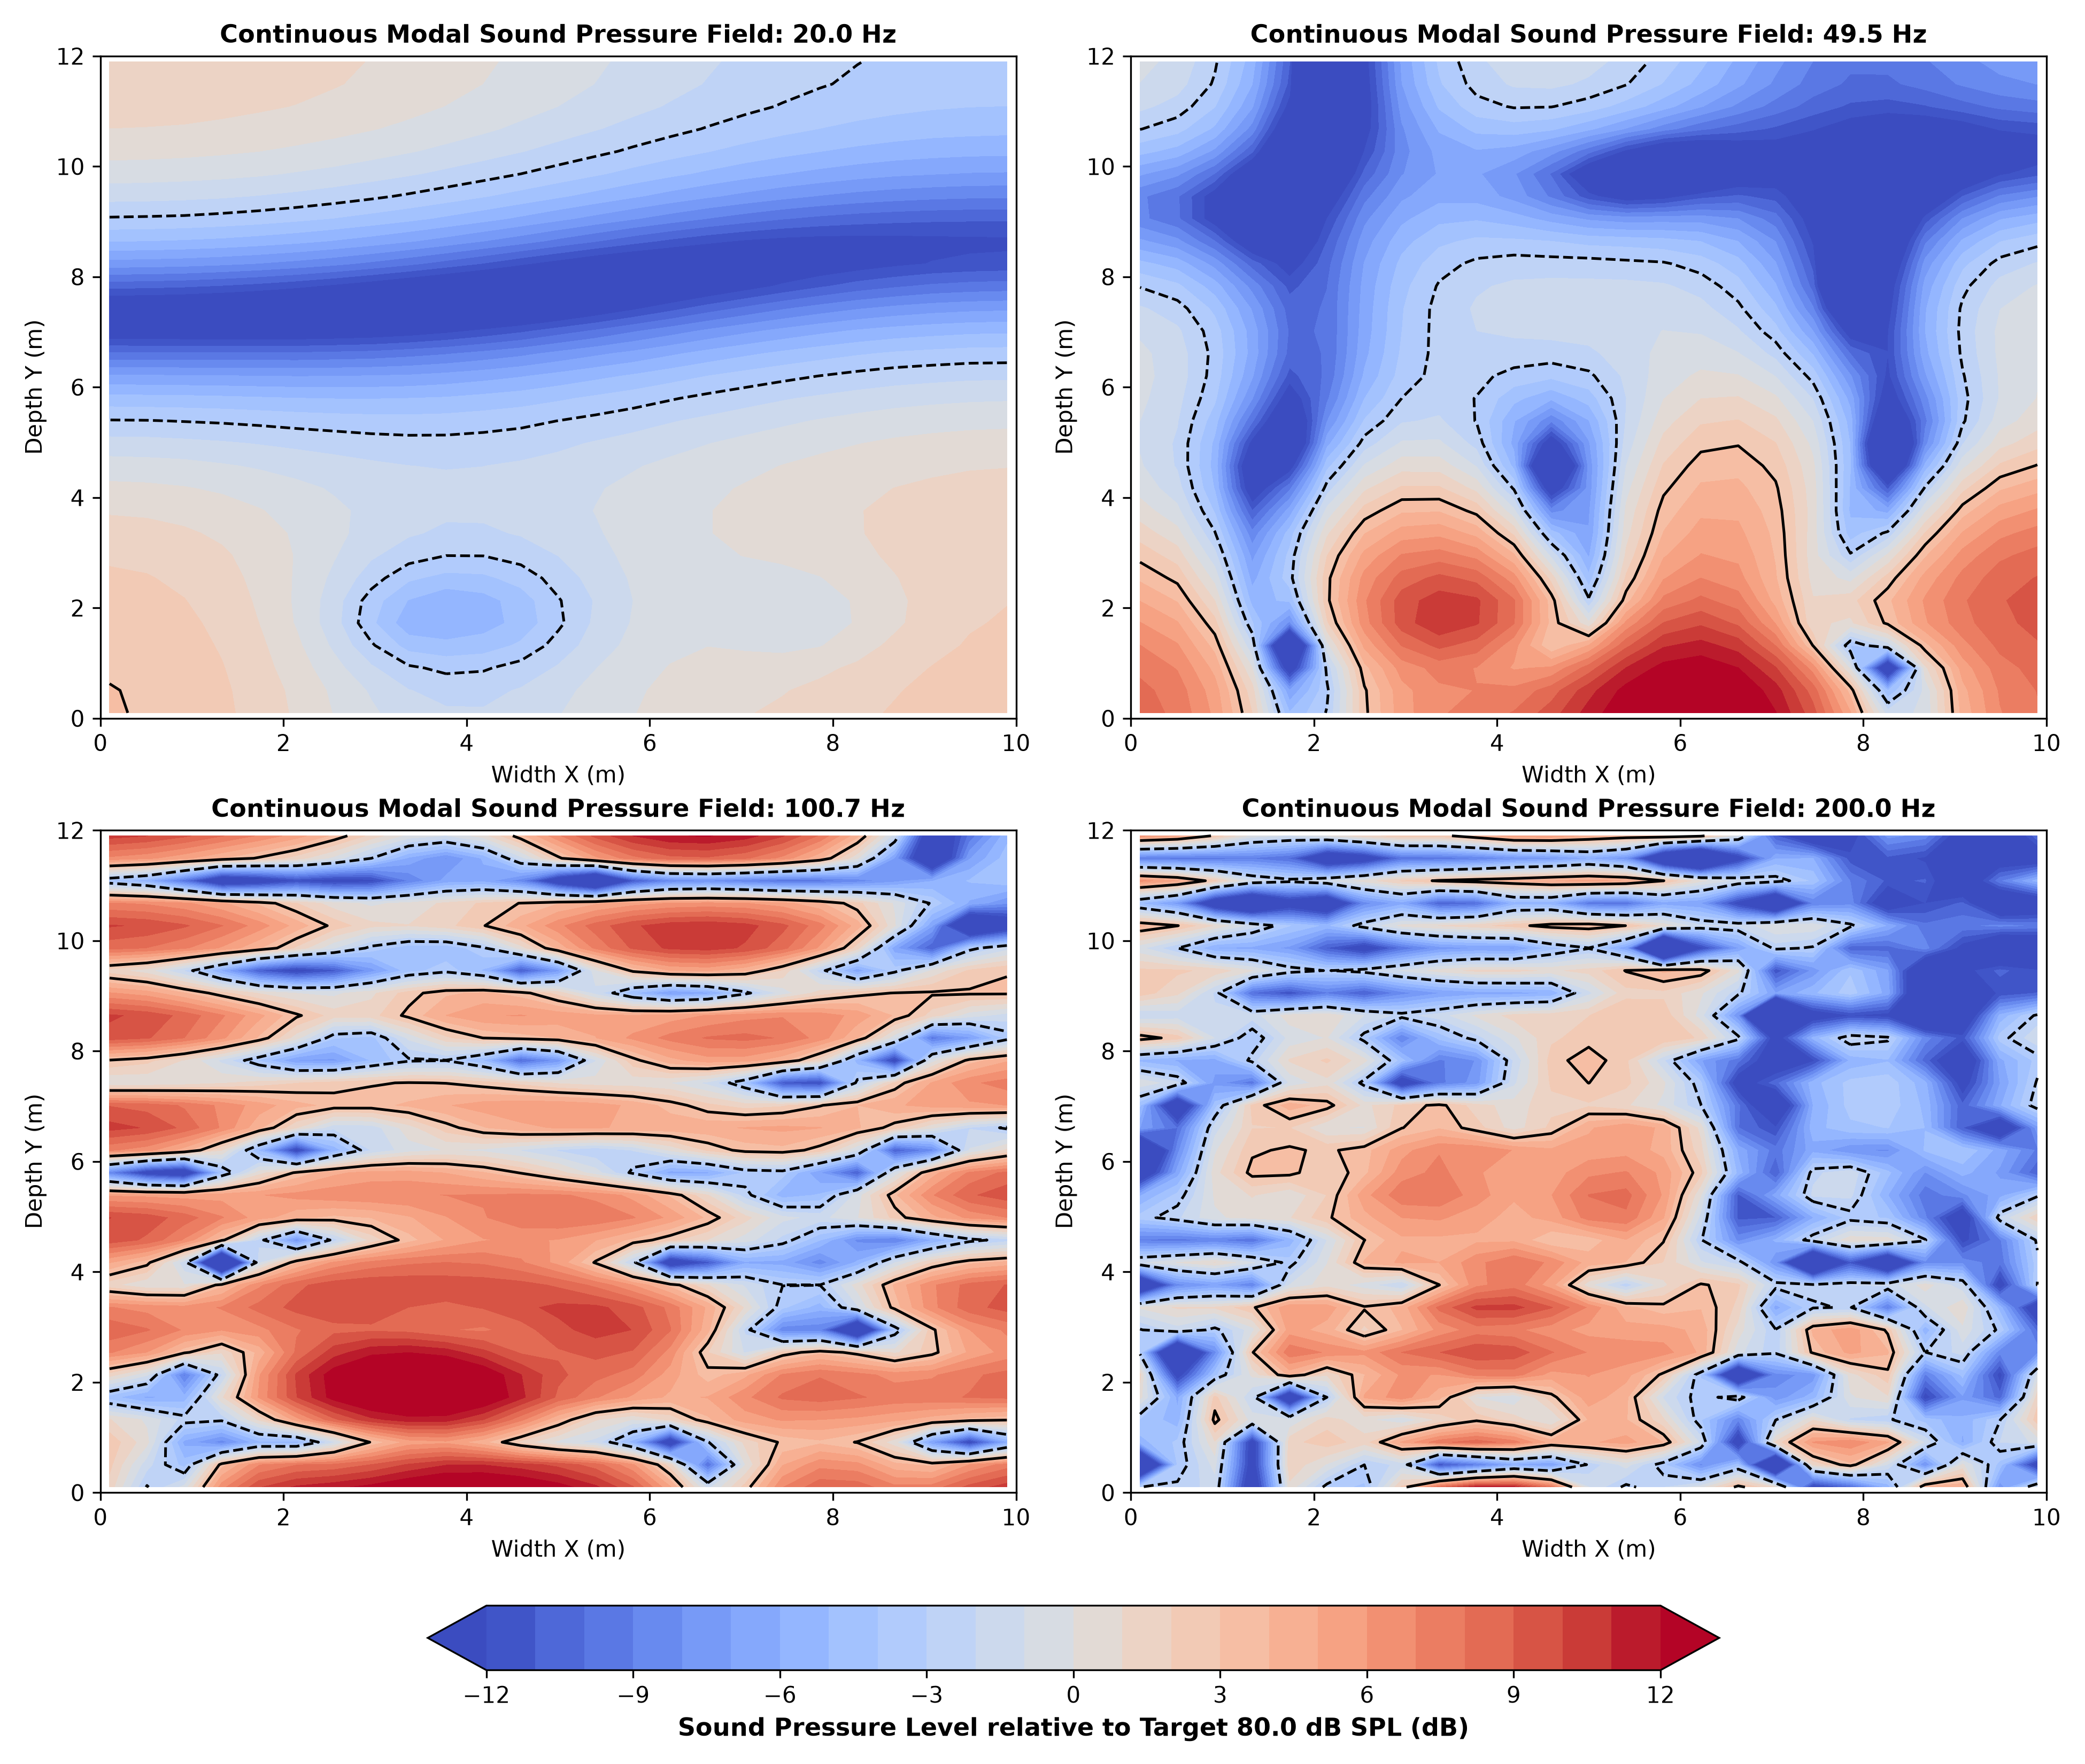 Continuous Modal Sound Pressure Field: 20.0 Hz
12
10
8
6
4
2
0
Depth Y (m)
0 2 4 6 8 10
Width X (m)
Continuous Modal Sound Pressure Field: 49.5 Hz
12
10
8
6
4
2
0
Depth Y (m)
0 2 4 6 8 10
Width X (m)
Continuous Modal Sound Pressure Field: 100.7 Hz
12
10
8
6
4
2
0
Depth Y (m)
0 2 4 6 8 10
Width X (m)
Continuous Modal Sound Pressure Field: 200.0 Hz
12
10
8
6
4
2
0
Depth Y (m)
0 2 4 6 8 10
Width X (m)
−12 −9 −6 −3 0 3 6 9 12
Sound Pressure Level relative to Target 80.0 dB SPL (dB)